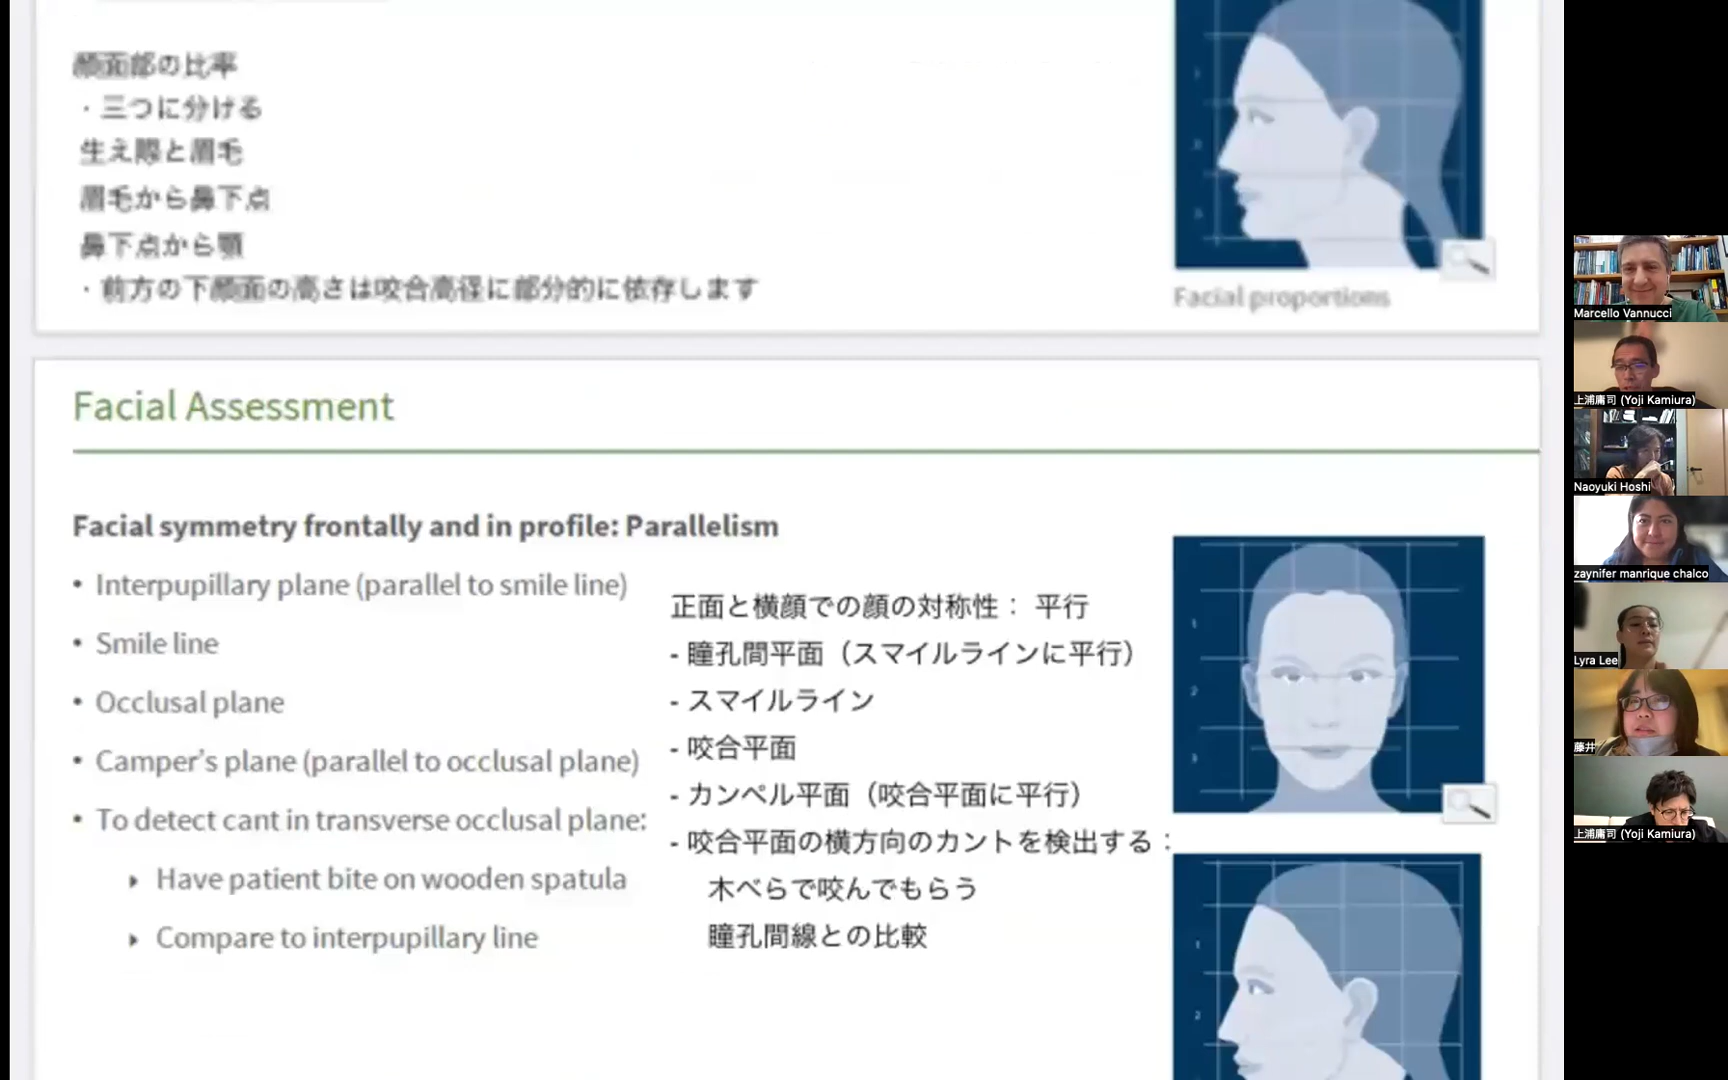 顔面部の比率
・三つに分ける
生え際と眉毛
眉毛から鼻下点
鼻下点から顎
・前方の下顔面の高さは咬合高径に部分的に依存します
Facial proportions
Facial Assessment
Facial symmetry frontally and in profile: Parallelism
• Interpupillary plane (parallel to smile line)
• Smile line
• Occlusal plane
• Camper's plane (parallel to occlusal plane)
• To detect cant in transverse occlusal plane:
Have patient bite on wooden spatula
Compare to interpupillary line
正面と横顔での顔の対称性： 平行
- 瞳孔間平面（スマイルラインに平行）
- スマイルライン
- 咬合平面
- カンペル平面（咬合平面に平行）
- 咬合平面の横方向のカントを検出する：
木べらで咬んでもらう
瞳孔間線との比較
1
2
3
1
2
Marcello Vannucci
上浦庸司 (Yoji Kamiura)
Naoyuki Hoshi
zaynifer manrique chalco
Lyra Lee
藤井
上浦庸司 (Yoji Kamiura)